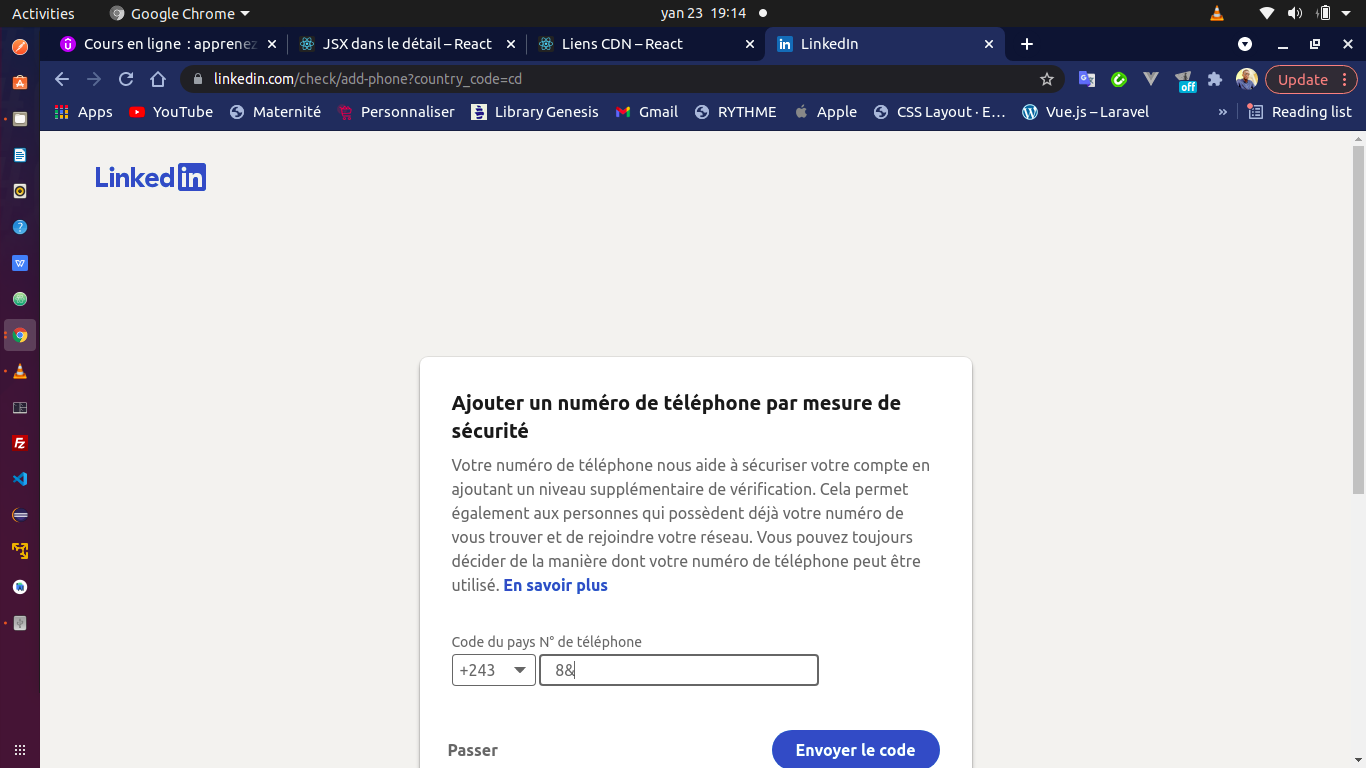 Activities Google Chrome yan 23 19:14
Cours en ligne : apprenez JSX dans le détail – React Liens CDN – React LinkedIn
linkedin.com/check/add-phone?country_code=cd Update
off
Apps YouTube Maternité Personnaliser Library Genesis Gmail RYTHME Apple CSS Layout · E… Vue.js – Laravel » Reading list
Linkedin
Ajouter un numéro de téléphone par mesure de
sécurité
Votre numéro de téléphone nous aide à sécuriser votre compte en
ajoutant un niveau supplémentaire de vérification. Cela permet
également aux personnes qui possèdent déjà votre numéro de
vous trouver et de rejoindre votre réseau. Vous pouvez toujours
décider de la manière dont votre numéro de téléphone peut être
utilisé. En savoir plus
Code du pays N° de téléphone
+243 8&
Passer Envoyer le code